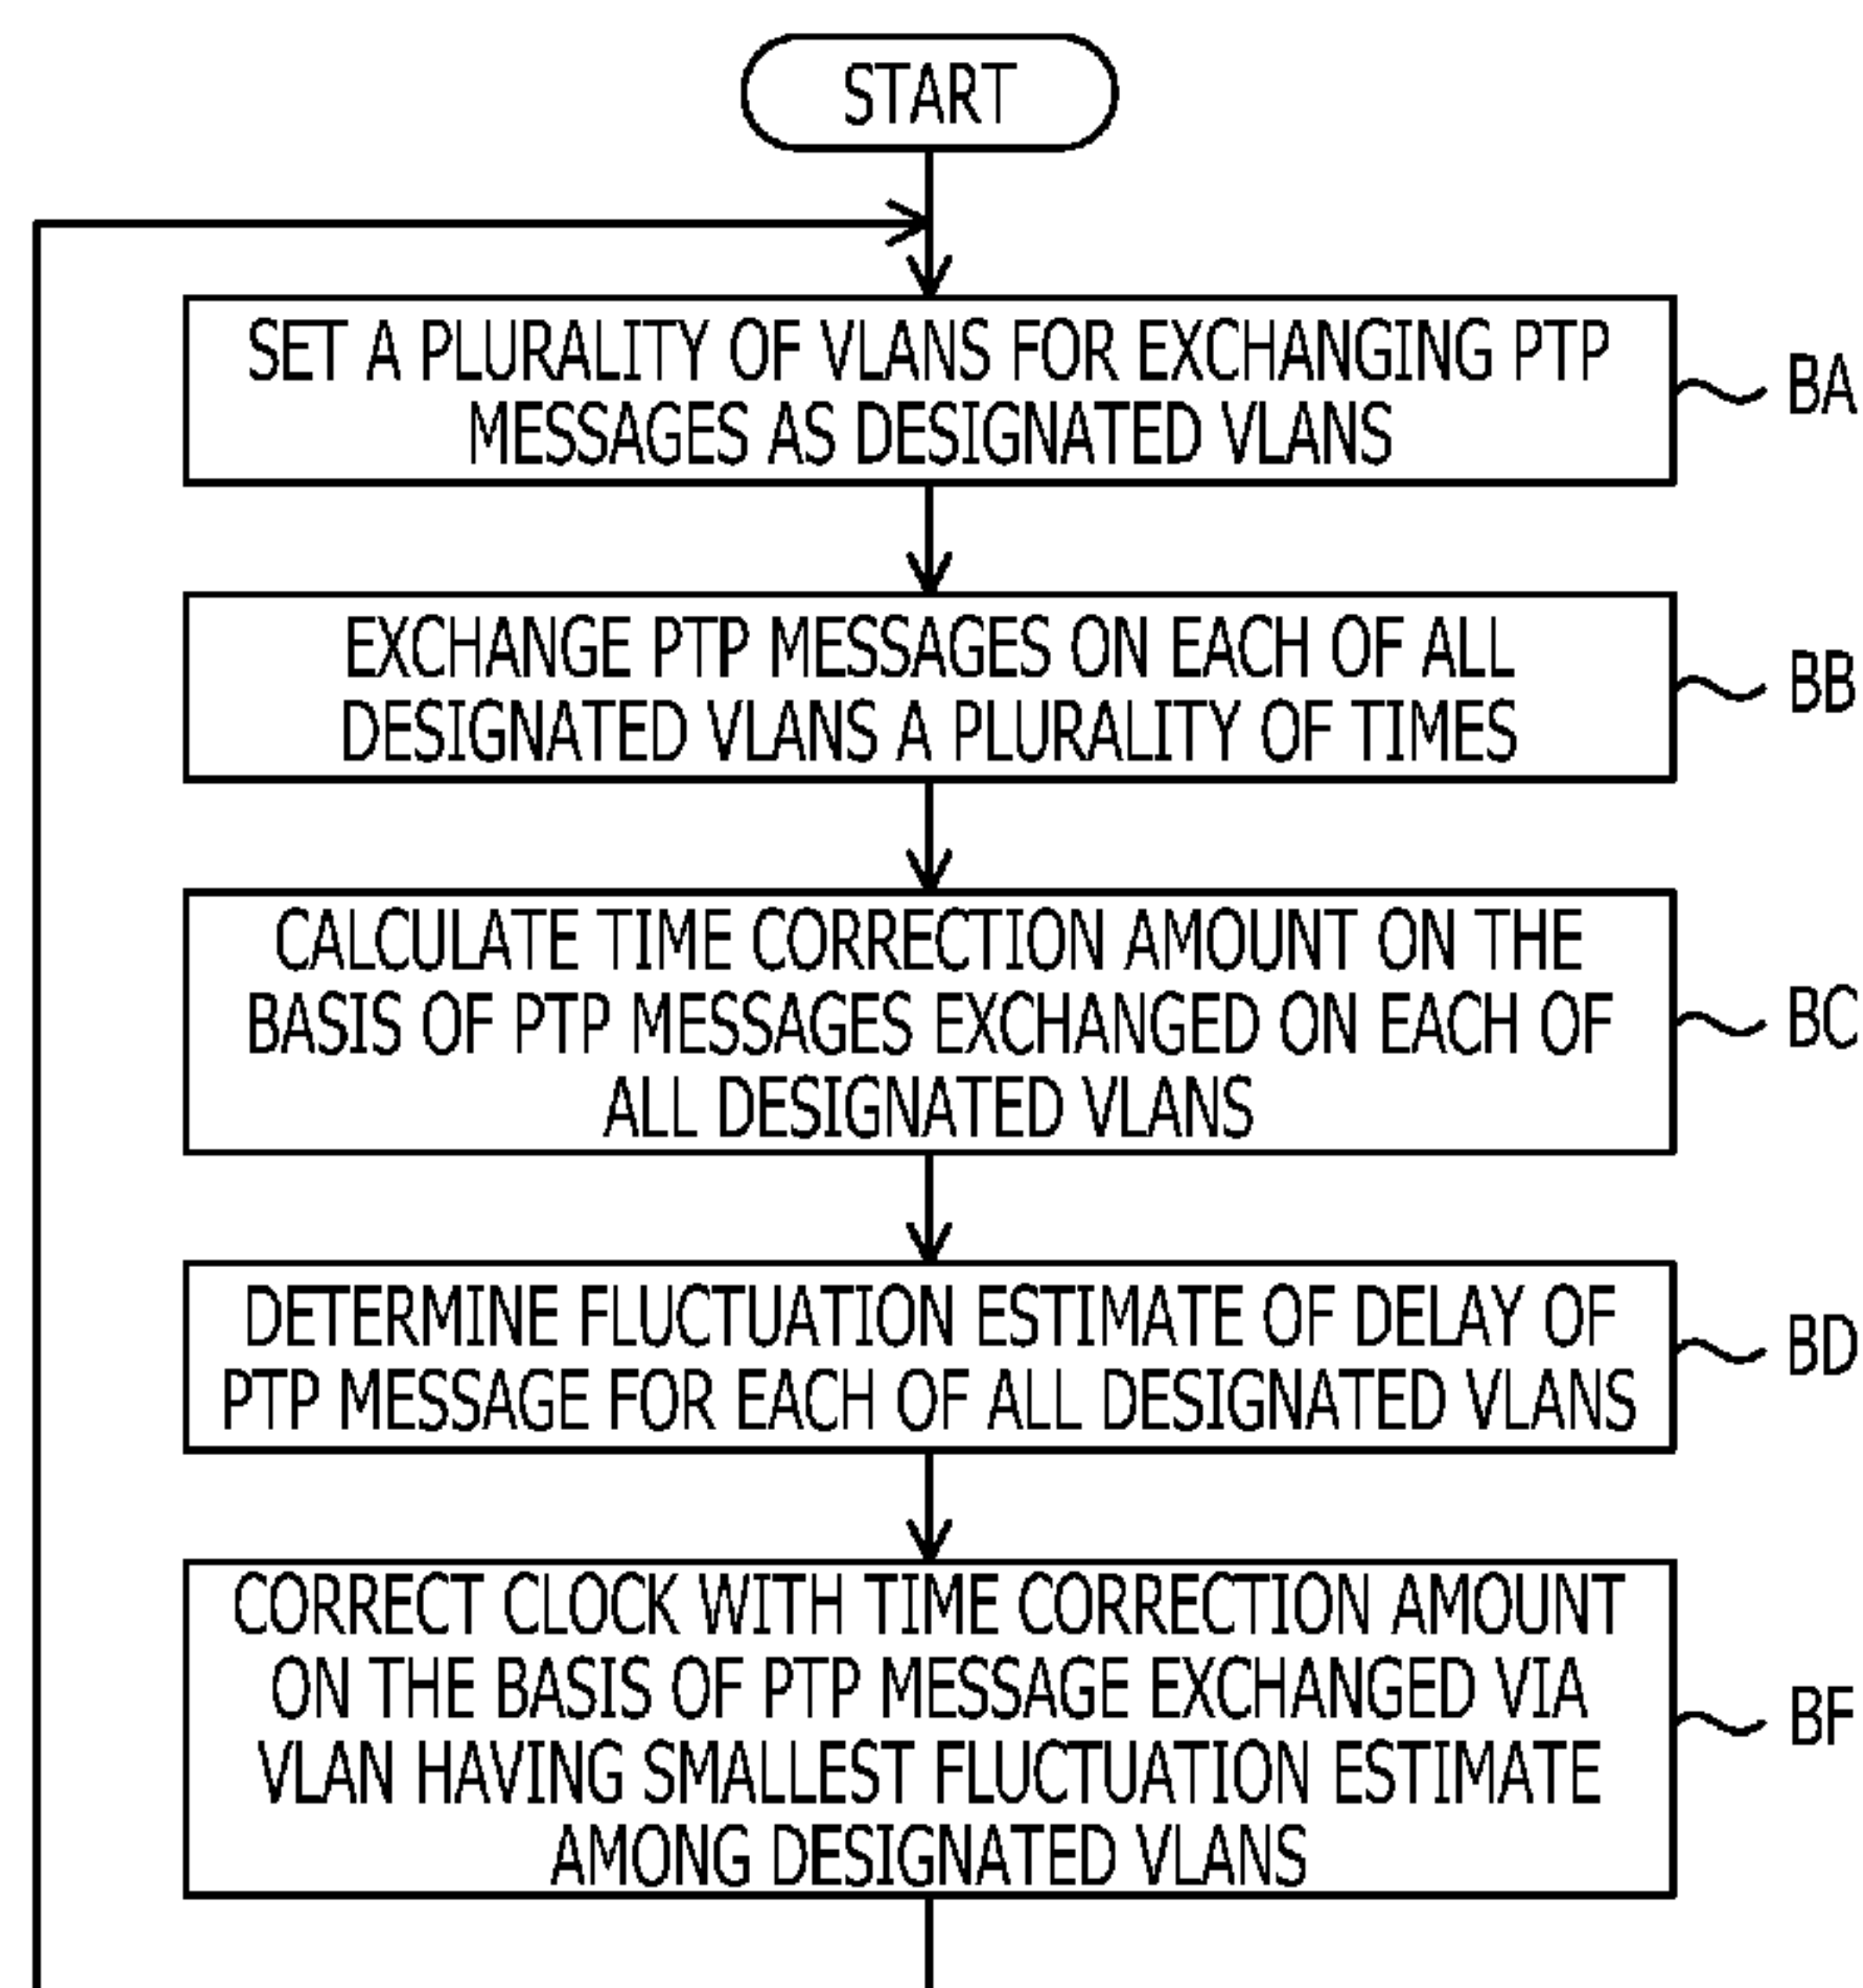 START
SET A PLURALITY OF VLANS FOR EXCHANGING PTP
MESSAGES AS DESIGNATED VLANS
BA
EXCHANGE PTP MESSAGES ON EACH OF ALL
DESIGNATED VLANS A PLURALITY OF TIMES
BB
CALCULATE TIME CORRECTION AMOUNT ON THE
BASIS OF PTP MESSAGES EXCHANGED ON EACH OF
ALL DESIGNATED VLANS
BC
DETERMINE FLUCTUATION ESTIMATE OF DELAY OF
PTP MESSAGE FOR EACH OF ALL DESIGNATED VLANS
BD
CORRECT CLOCK WITH TIME CORRECTION AMOUNT
ON THE BASIS OF PTP MESSAGE EXCHANGED VIA
VLAN HAVING SMALLEST FLUCTUATION ESTIMATE
AMONG DESIGNATED VLANS
BF